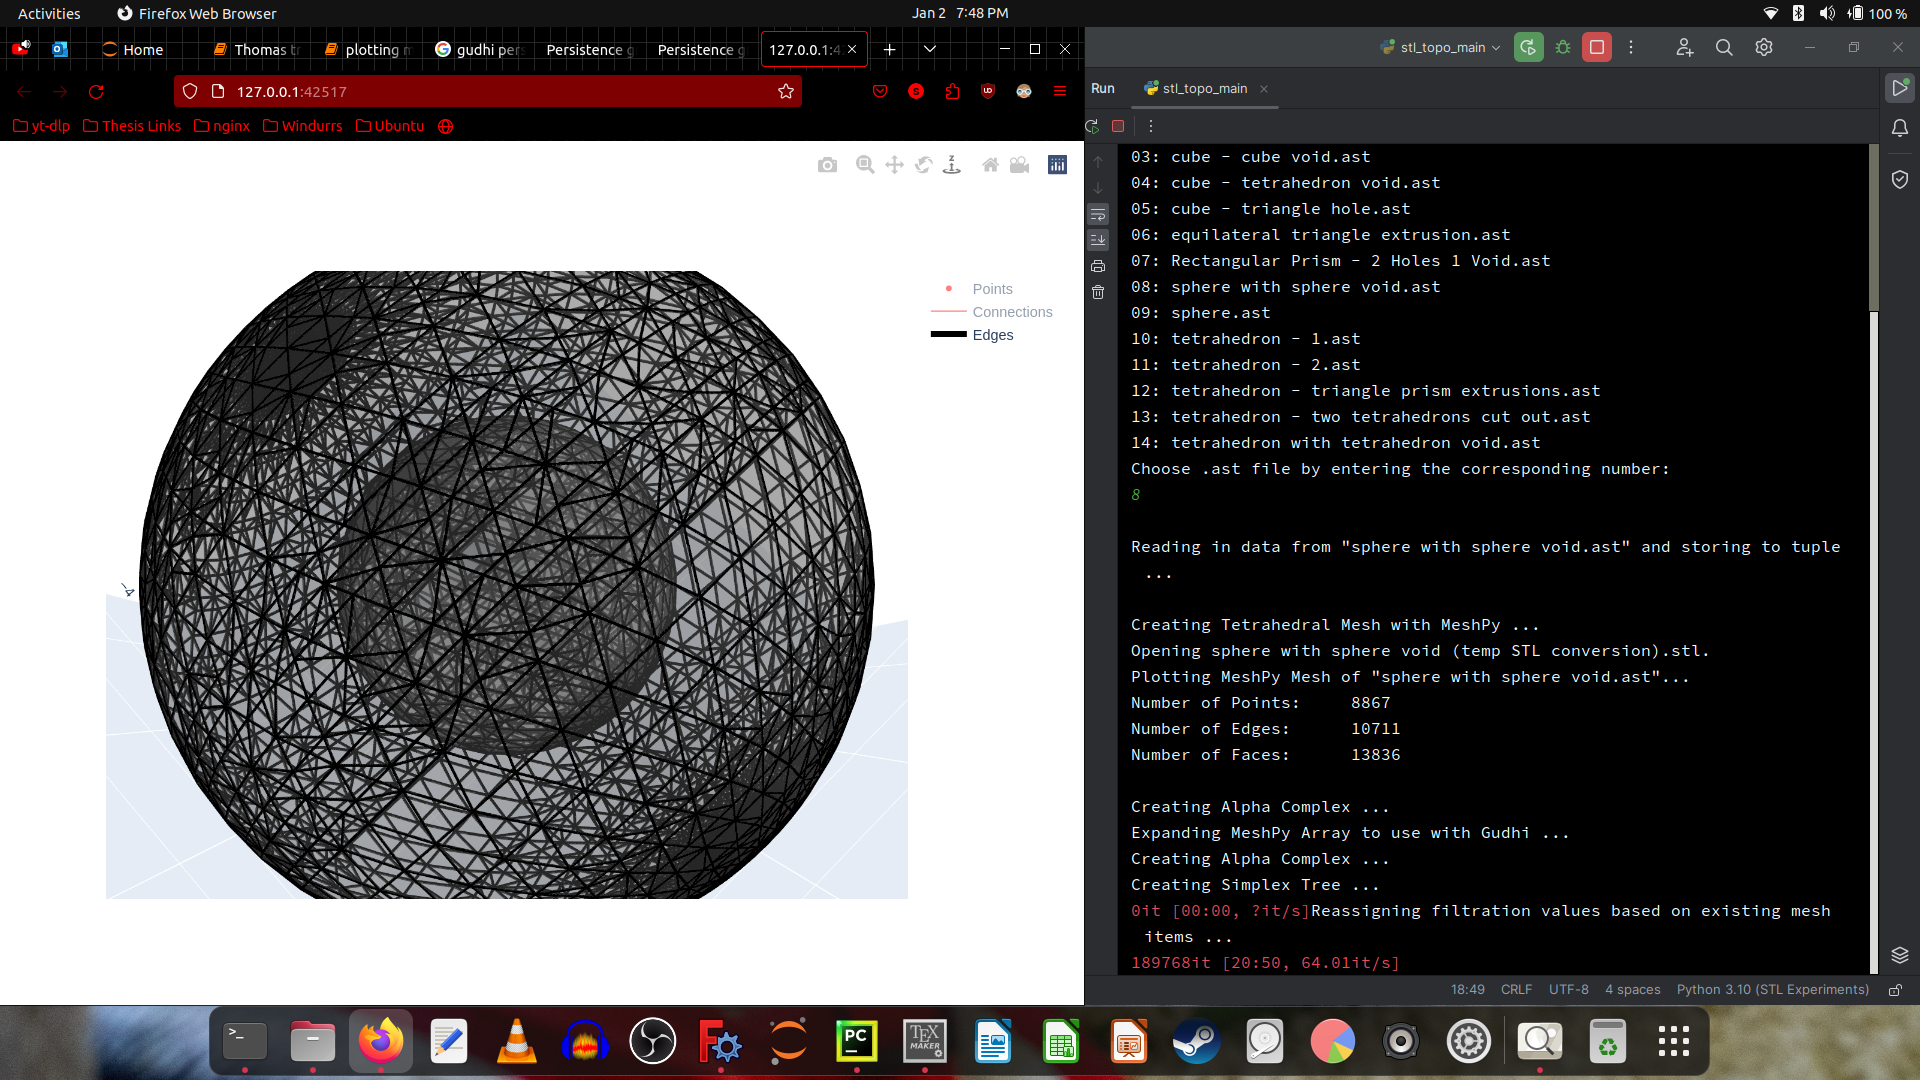 Activities
Firefox Web Browser
Jan 2 7:48 PM
100 %
Home
Thomas tr
plotting m
gudhi pers
Persistence g
Persistence g
127.0.0.1:4
127.0.0.1:42517
yt-dlp
Thesis Links
nginx
Windurrs
Ubuntu
Points
Connections
Edges
stl_topo_main
Run
stl_topo_main
03: cube - cube void.ast
04: cube - tetrahedron void.ast
05: cube - triangle hole.ast
06: equilateral triangle extrusion.ast
07: Rectangular Prism - 2 Holes 1 Void.ast
08: sphere with sphere void.ast
09: sphere.ast
10: tetrahedron - 1.ast
11: tetrahedron - 2.ast
12: tetrahedron - triangle prism extrusions.ast
13: tetrahedron - two tetrahedrons cut out.ast
14: tetrahedron with tetrahedron void.ast
Choose .ast file by entering the corresponding number:
8
Reading in data from "sphere with sphere void.ast" and storing to tuple
...
Creating Tetrahedral Mesh with MeshPy ...
Opening sphere with sphere void (temp STL conversion).stl.
Plotting MeshPy Mesh of "sphere with sphere void.ast"...
Number of Points: 8867
Number of Edges: 10711
Number of Faces: 13836
Creating Alpha Complex ...
Expanding MeshPy Array to use with Gudhi ...
Creating Alpha Complex ...
Creating Simplex Tree ...
0it [00:00, ?it/s]Reassigning filtration values based on existing mesh
items ...
189768it [20:50, 64.01it/s]
18:49 CRLF UTF-8 4 spaces Python 3.10 (STL Experiments)
PC
TEX
MAKER